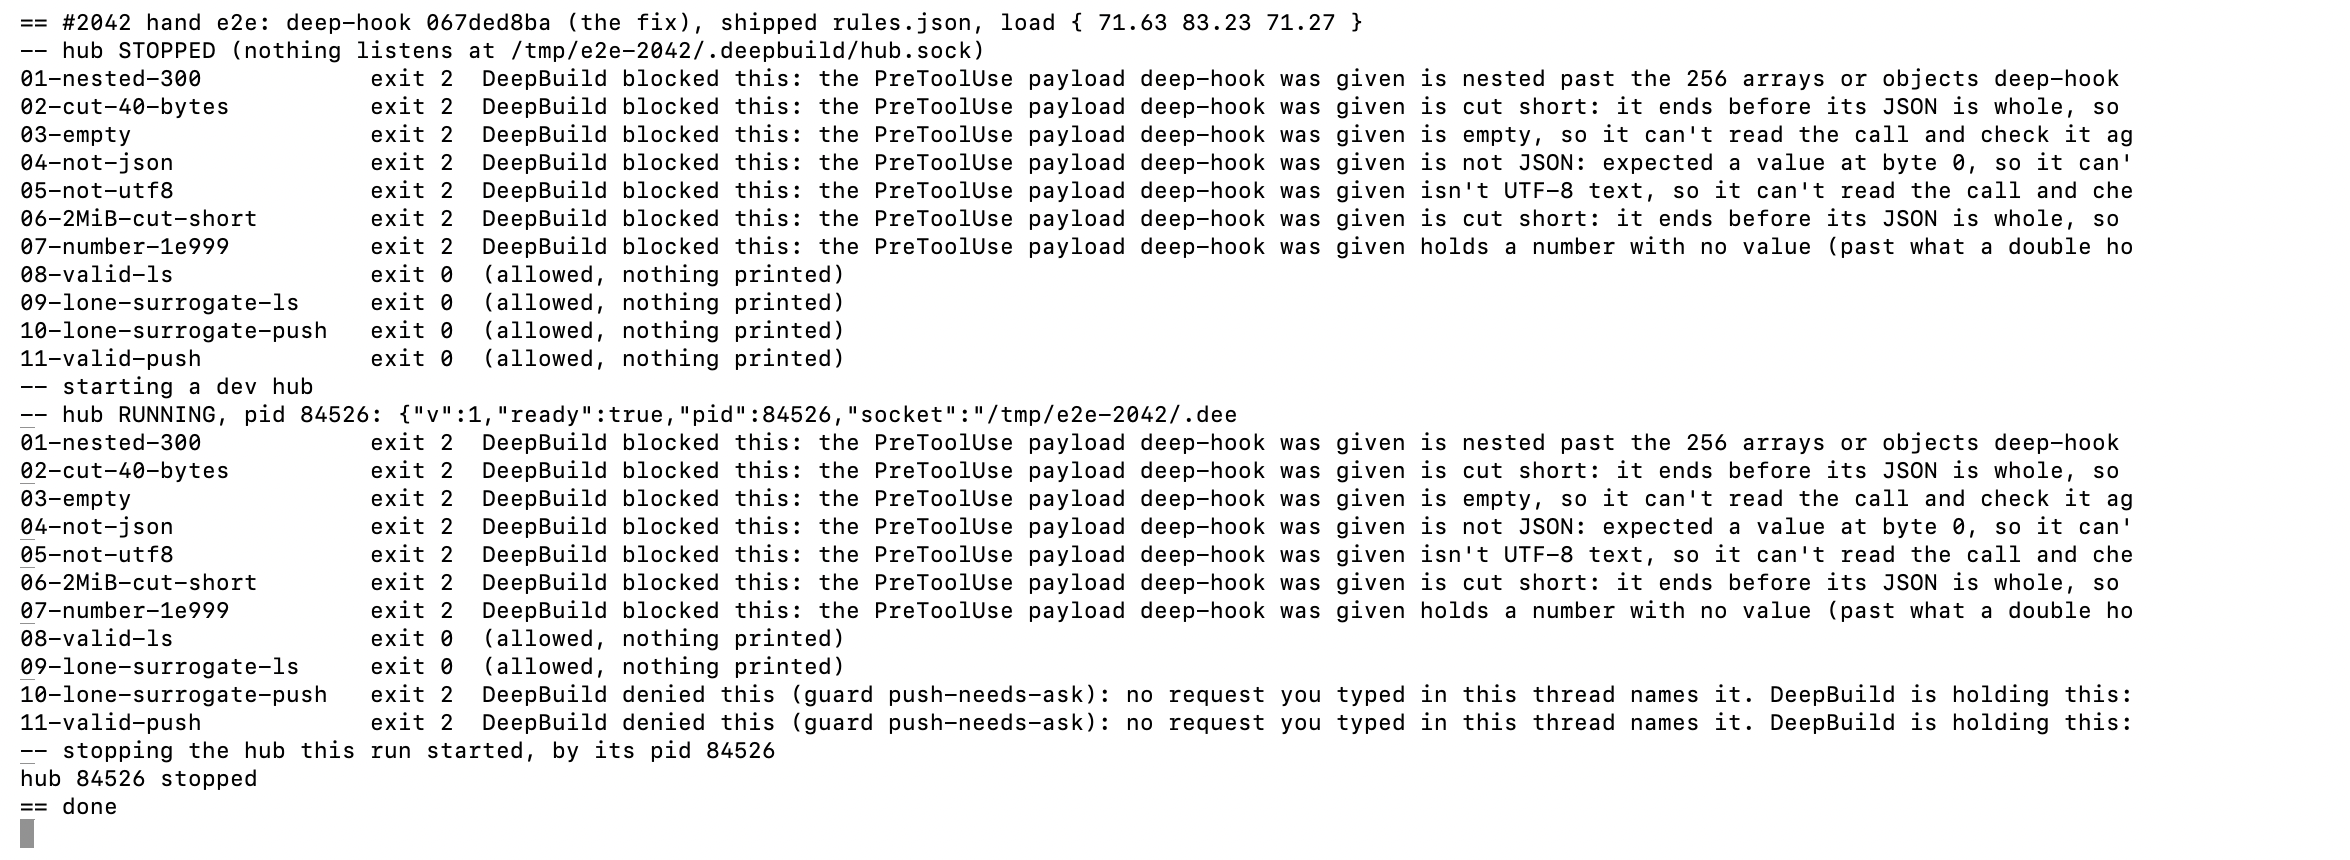 == #2042 hand e2e: deep-hook 067ded8ba (the fix), shipped rules.json, load { 71.63 83.23 71.27 }
-- hub STOPPED (nothing listens at /tmp/e2e-2042/.deepbuild/hub.sock)
01-nested-300            exit 2  DeepBuild blocked this: the PreToolUse payload deep-hook was given is nested past the 256 arrays or objects deep-hook
02-cut-40-bytes          exit 2  DeepBuild blocked this: the PreToolUse payload deep-hook was given is cut short: it ends before its JSON is whole, so
03-empty                 exit 2  DeepBuild blocked this: the PreToolUse payload deep-hook was given is empty, so it can't read the call and check it ag
04-not-json              exit 2  DeepBuild blocked this: the PreToolUse payload deep-hook was given is not JSON: expected a value at byte 0, so it can'
05-not-utf8              exit 2  DeepBuild blocked this: the PreToolUse payload deep-hook was given isn't UTF-8 text, so it can't read the call and che
06-2MiB-cut-short        exit 2  DeepBuild blocked this: the PreToolUse payload deep-hook was given is cut short: it ends before its JSON is whole, so
07-number-1e999          exit 2  DeepBuild blocked this: the PreToolUse payload deep-hook was given holds a number with no value (past what a double ho
08-valid-ls              exit 0  (allowed, nothing printed)
09-lone-surrogate-ls     exit 0  (allowed, nothing printed)
10-lone-surrogate-push   exit 0  (allowed, nothing printed)
11-valid-push            exit 0  (allowed, nothing printed)
-- starting a dev hub
-- hub RUNNING, pid 84526: {"v":1,"ready":true,"pid":84526,"socket":"/tmp/e2e-2042/.dee
01-nested-300            exit 2  DeepBuild blocked this: the PreToolUse payload deep-hook was given is nested past the 256 arrays or objects deep-hook
02-cut-40-bytes          exit 2  DeepBuild blocked this: the PreToolUse payload deep-hook was given is cut short: it ends before its JSON is whole, so
03-empty                 exit 2  DeepBuild blocked this: the PreToolUse payload deep-hook was given is empty, so it can't read the call and check it ag
04-not-json              exit 2  DeepBuild blocked this: the PreToolUse payload deep-hook was given is not JSON: expected a value at byte 0, so it can'
05-not-utf8              exit 2  DeepBuild blocked this: the PreToolUse payload deep-hook was given isn't UTF-8 text, so it can't read the call and che
06-2MiB-cut-short        exit 2  DeepBuild blocked this: the PreToolUse payload deep-hook was given is cut short: it ends before its JSON is whole, so
07-number-1e999          exit 2  DeepBuild blocked this: the PreToolUse payload deep-hook was given holds a number with no value (past what a double ho
08-valid-ls              exit 0  (allowed, nothing printed)
09-lone-surrogate-ls     exit 0  (allowed, nothing printed)
10-lone-surrogate-push   exit 2  DeepBuild denied this (guard push-needs-ask): no request you typed in this thread names it. DeepBuild is holding this:
11-valid-push            exit 2  DeepBuild denied this (guard push-needs-ask): no request you typed in this thread names it. DeepBuild is holding this:
-- stopping the hub this run started, by its pid 84526
hub 84526 stopped
== done